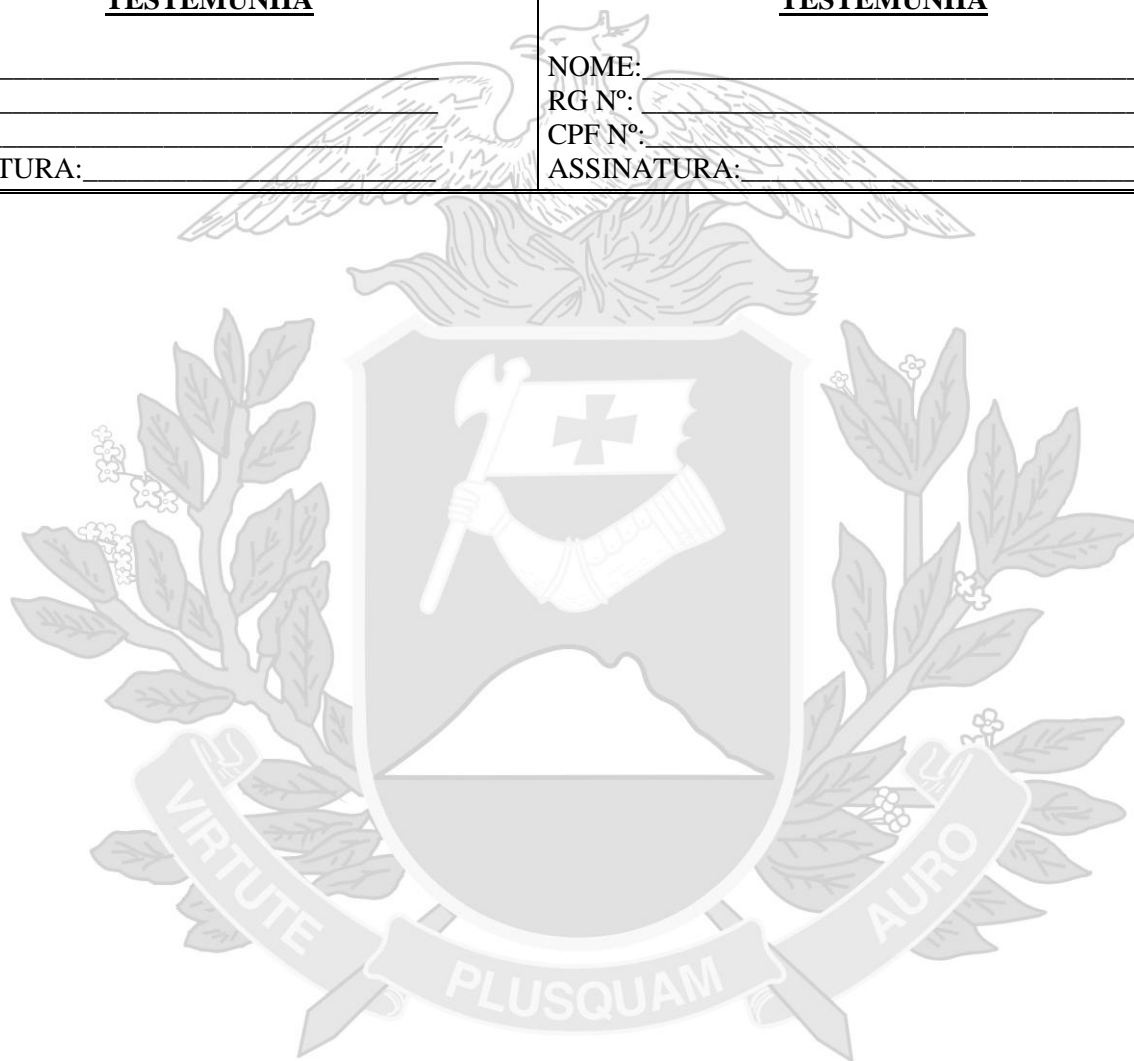 TESTEMUNHA
TESTEMUNHA
NOME:
RG Nº:
CPF Nº:
TURA:
ASSINATURA:
VIRTUTE
PLUSQUAM
AURO